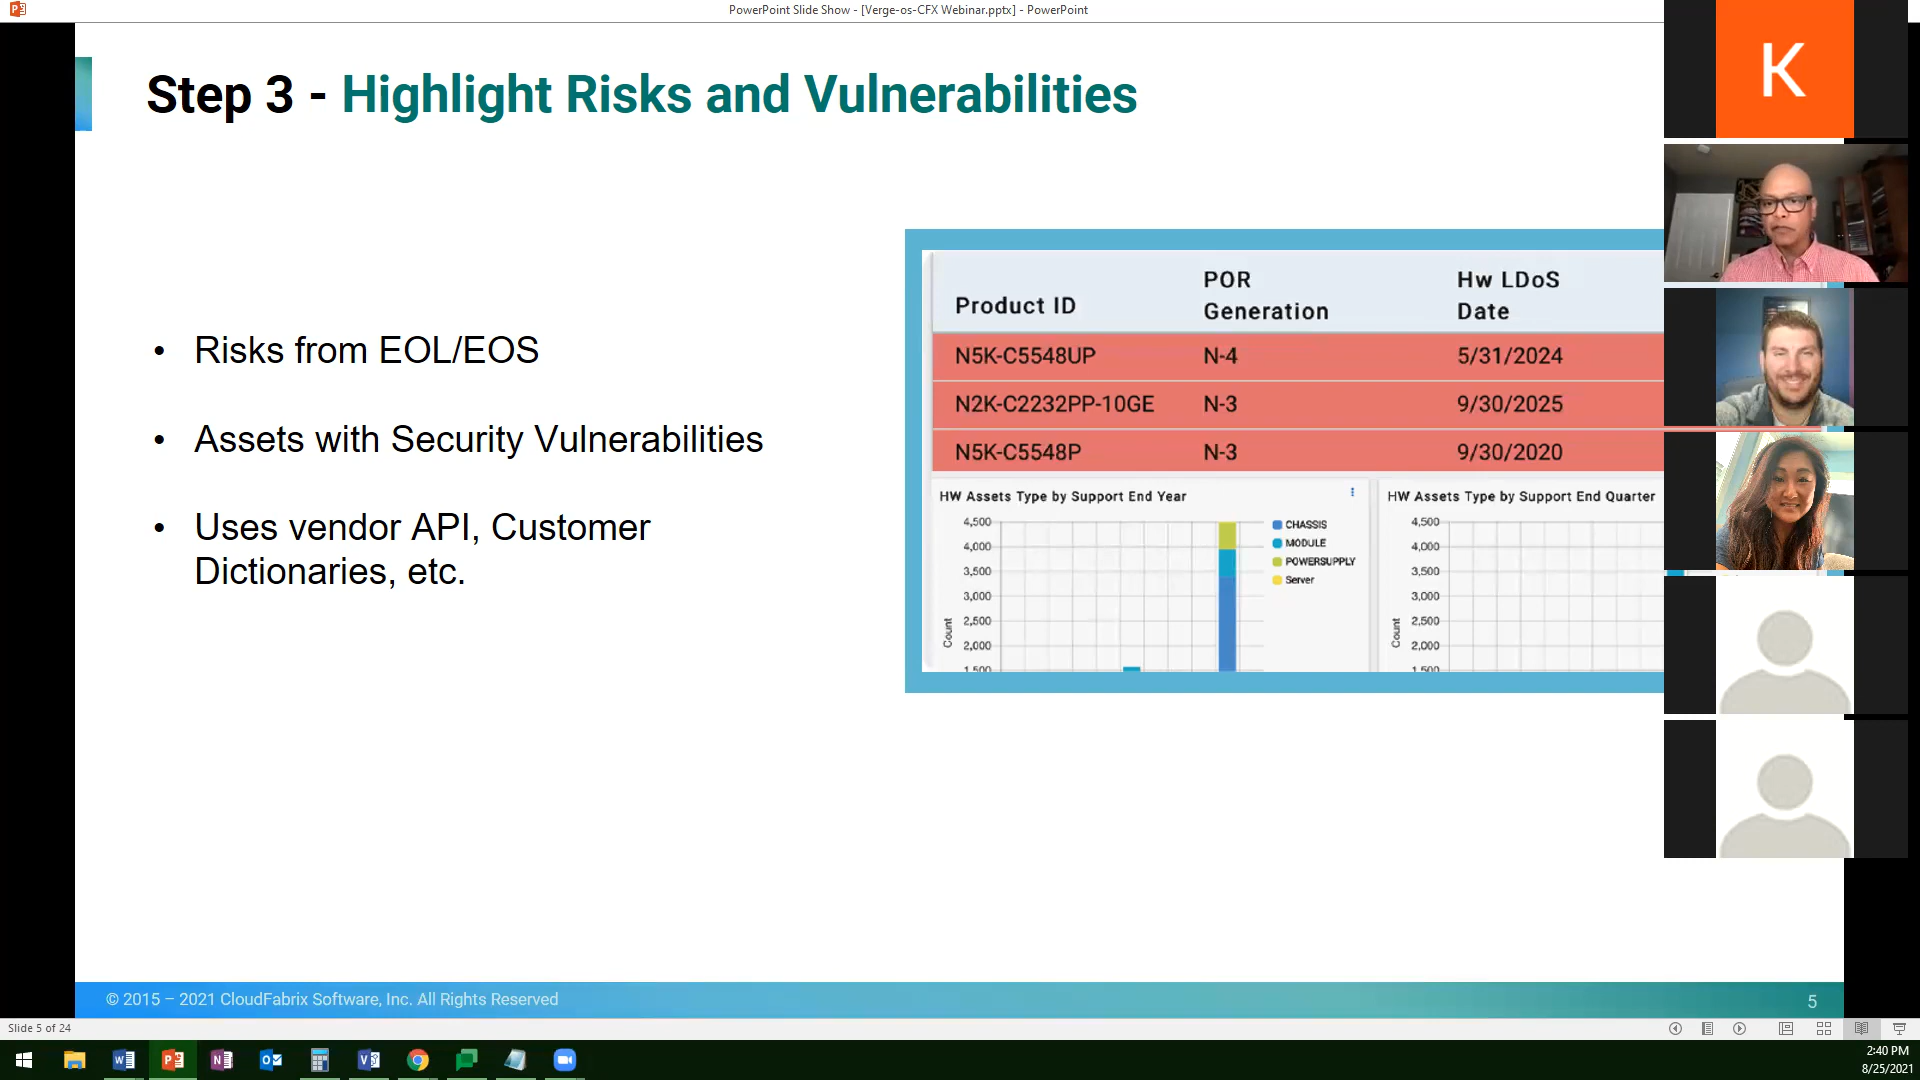 PowerPoint Slide Show - [Verge-os-CFX Webinar.pptx] - PowerPoint
K
Step 3 - Highlight Risks and Vulnerabilities
• Risks from EOL/EOS
• Assets with Security Vulnerabilities
• Uses vendor API, Customer
Dictionaries, etc.
Product ID POR Generation Hw LDoS Date
N5K-C5548UP N-4 5/31/2024
N2K-C2232PP-10GE N-3 9/30/2025
N5K-C5548P N-3 9/30/2020
HW Assets Type by Support End Year
4,500
4,000
3,500
3,000
2,500
2,000
1,500
Count
CHASSIS
MODULE
POWERSUPPLY
Server
HW Assets Type by Support End Quarter
4,500
4,000
3,500
3,000
2,500
2,000
1,500
Count
© 2015 – 2021 CloudFabrix Software, Inc. All Rights Reserved
5
Slide 5 of 24
2:40 PM
8/25/2021